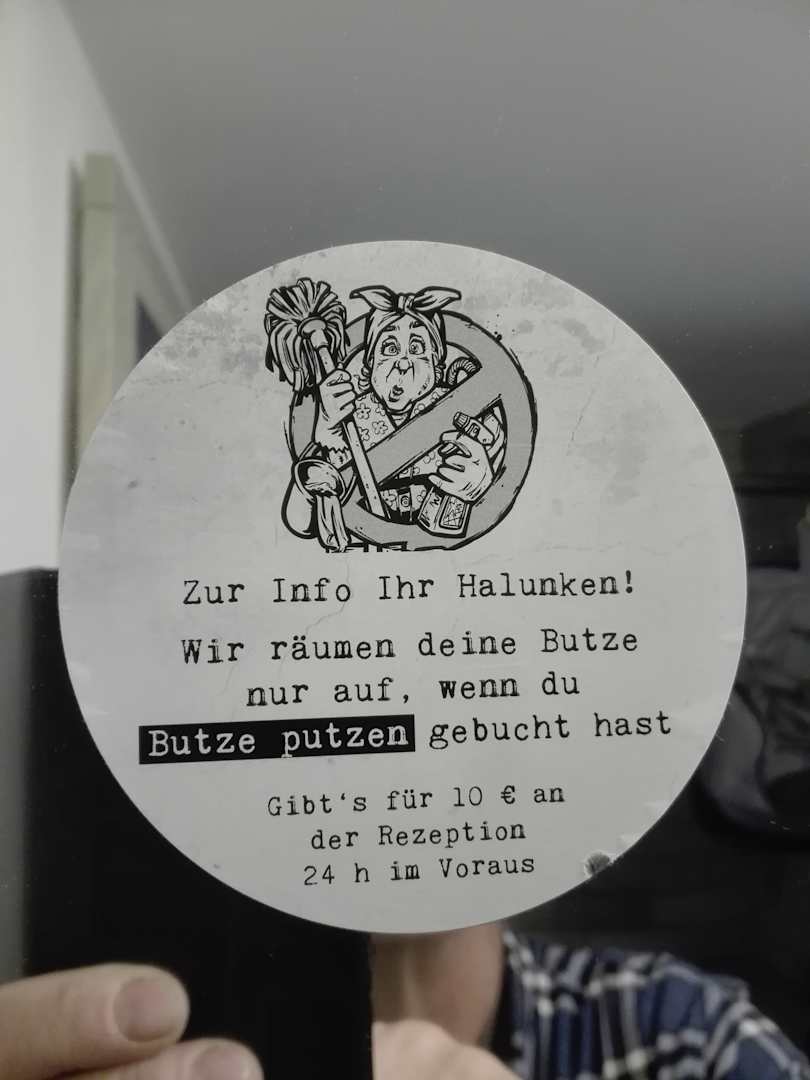 Zur Info Ihr Halunken!
Wir räumen deine Butze
nur auf, wenn du
Butze putzen gebucht hast
Gibt‘s für 10 € an
der Rezeption
24 h im Voraus